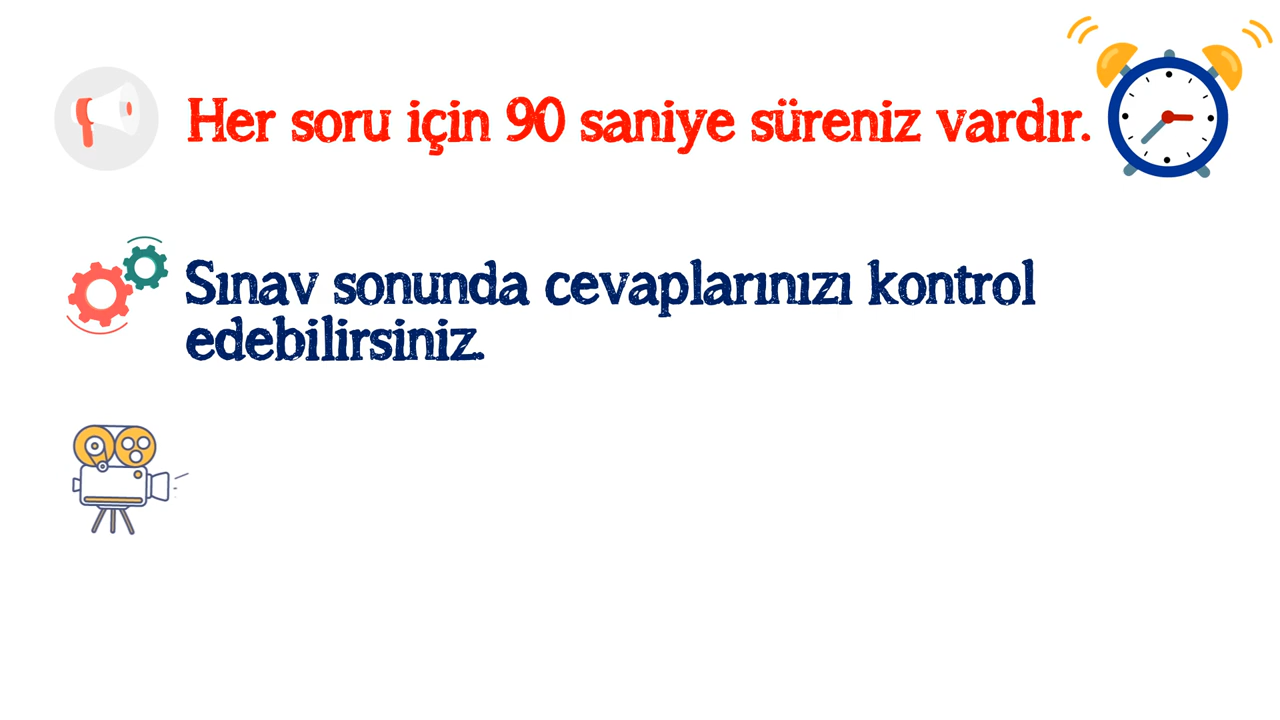 Her soru için 90 saniye süreniz vardır.
Sınav sonunda cevaplarınızı kontrol
edebilirsiniz.